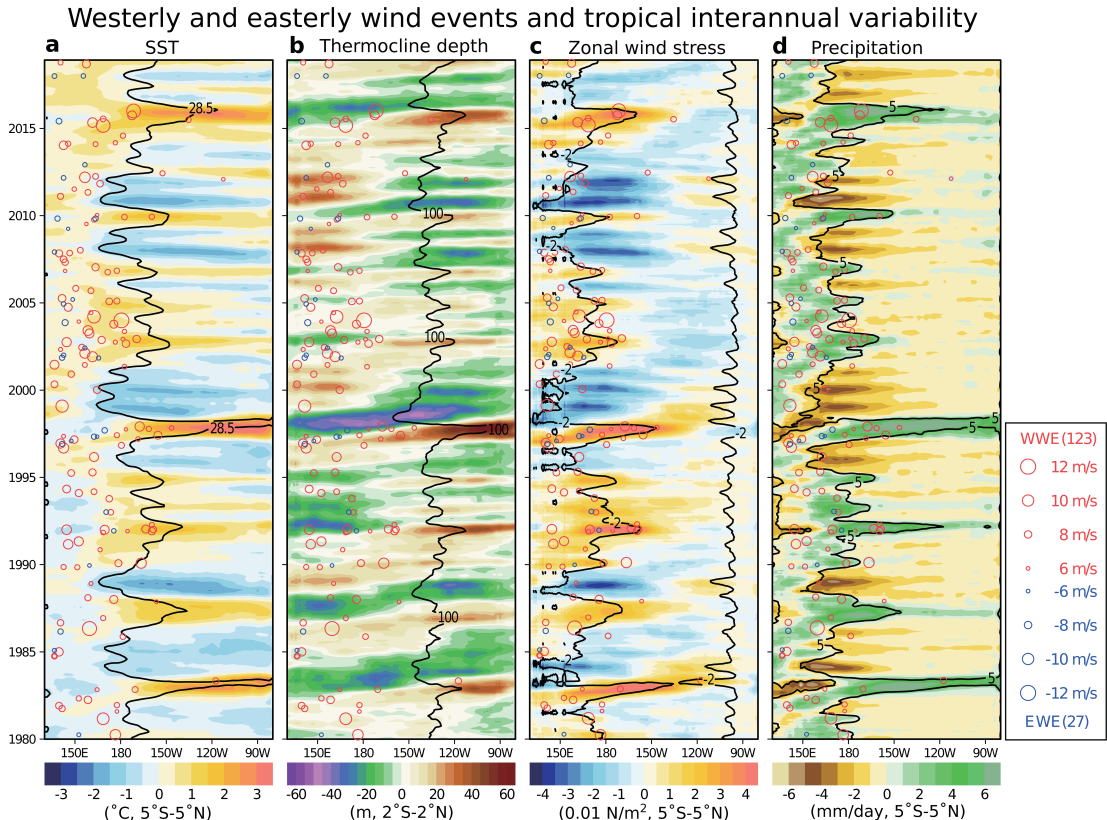 Westerly and easterly wind events and tropical interannual variability
a SST b Thermocline depth c Zonal wind stress d Precipitation
28.5 5
2015
-2
5
2010 100
-2
5
2005
100
2000 -2 5
5
28.5 100 -2 -2 5
1995 5
-2
5
1990
100
1985 5
-2 -2 5
1980
150E 180 150W 120W 90W 150E 180 150W 120W 90W 150E 180 150W 120W 90W 150E 180 150W 120W 90W
-3 -2 -1 0 1 2 3 -60 -40 -20 0 20 40 60 -4 -3 -2 -1 0 1 2 3 4 -6 -4 -2 0 2 4 6
(˚C, 5˚S-5˚N) (m, 2˚S-2˚N) (0.01 N/m², 5˚S-5˚N) (mm/day, 5˚S-5˚N)
WWE(123)
12 m/s
10 m/s
8 m/s
6 m/s
-6 m/s
-8 m/s
-10 m/s
-12 m/s
EWE(27)